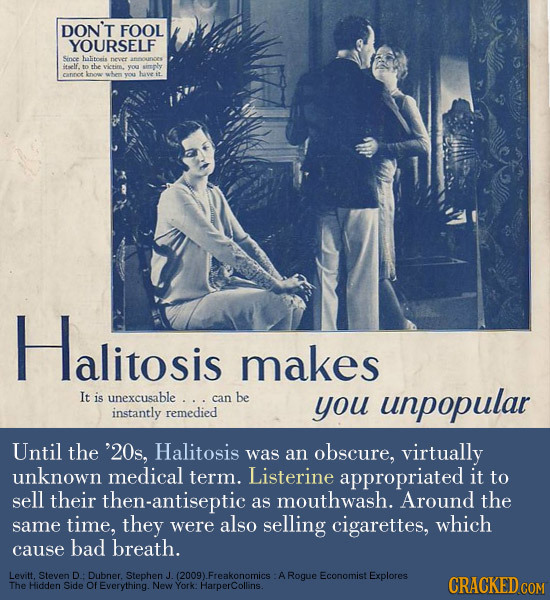 DON'T FOOL
YOURSELF
Since halitosis never announces
itself, to the victim, you simply
cannot know when you have it.
Halitosis makes
you unpopular
It is unexcusable . . . can be
instantly remedied
Until the '20s, Halitosis was an obscure, virtually
unknown medical term. Listerine appropriated it to
sell their then-antiseptic as mouthwash. Around the
same time, they were also selling cigarettes, which
cause bad breath.
Levitt, Steven D.; Dubner, Stephen J. (2009).Freakonomics : A Rogue Economist Explores
The Hidden Side Of Everything. New York: HarperCollins.
CRACKED.COM